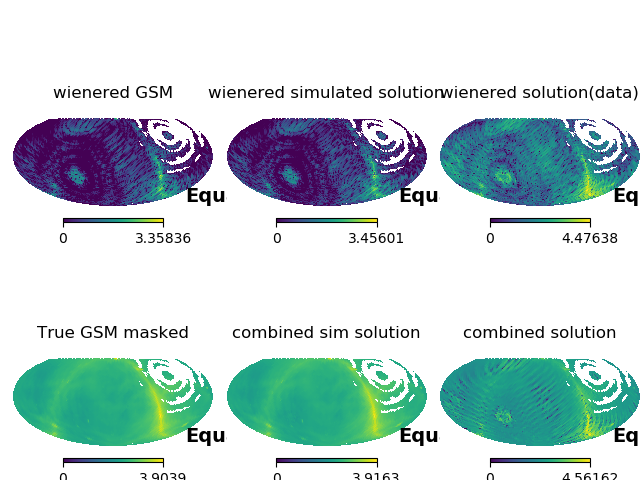 wienered GSM
wienered simulated solution
wienered solution(data)
Equ
Equ
Eq
0 3.35836
0 3.45601
0 4.47638
True GSM masked
combined sim solution
combined solution
Equ
Equ
Eq
0 3.9039
0 3.9163
0 4.56162